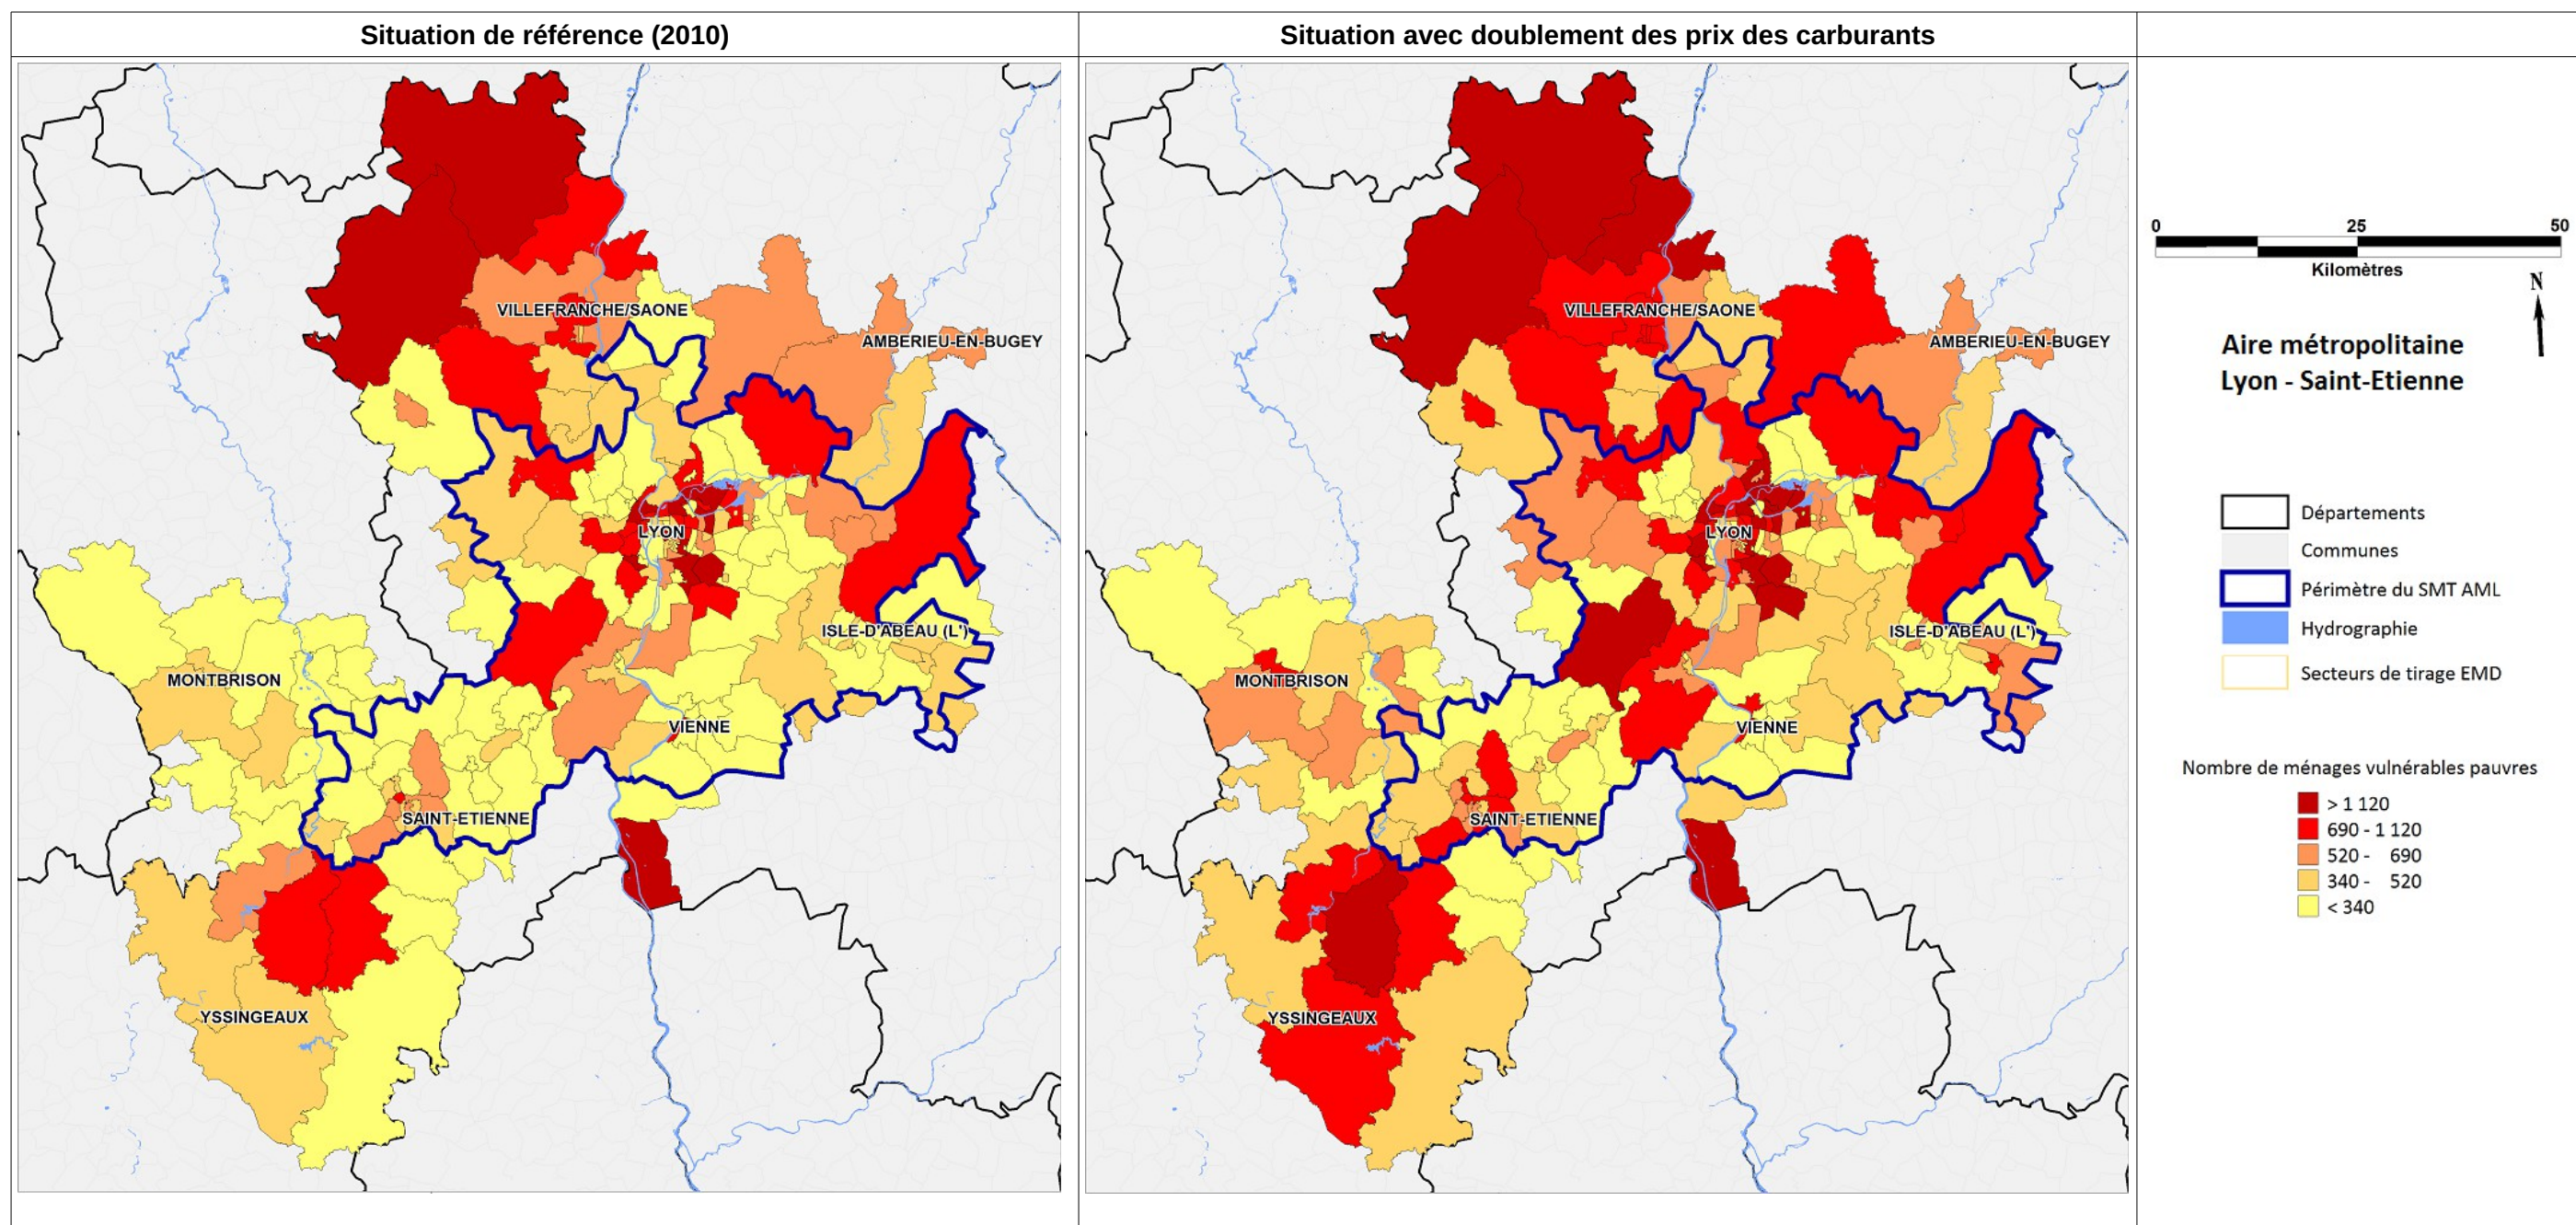 Situation de référence (2010)
Situation avec doublement des prix des carburants
VILLEFRANCHE/SAONE
AMBERIEU-EN-BUGEY
LYON
ISLE-D'ABEAU (L')
MONTBRISON
VIENNE
SAINT-ETIENNE
YSSINGEAUX
VILLEFRANCHE/SAONE
AMBERIEU-EN-BUGEY
LYON
ISLE-D'ABEAU (L')
MONTBRISON
VIENNE
SAINT-ETIENNE
YSSINGEAUX
0 25 50
Kilomètres
N
Aire métropolitaine
Lyon - Saint-Etienne
Départements
Communes
Périmètre du SMT AML
Hydrographie
Secteurs de tirage EMD
Nombre de ménages vulnérables pauvres
> 1 120
690 - 1 120
520 - 690
340 - 520
< 340